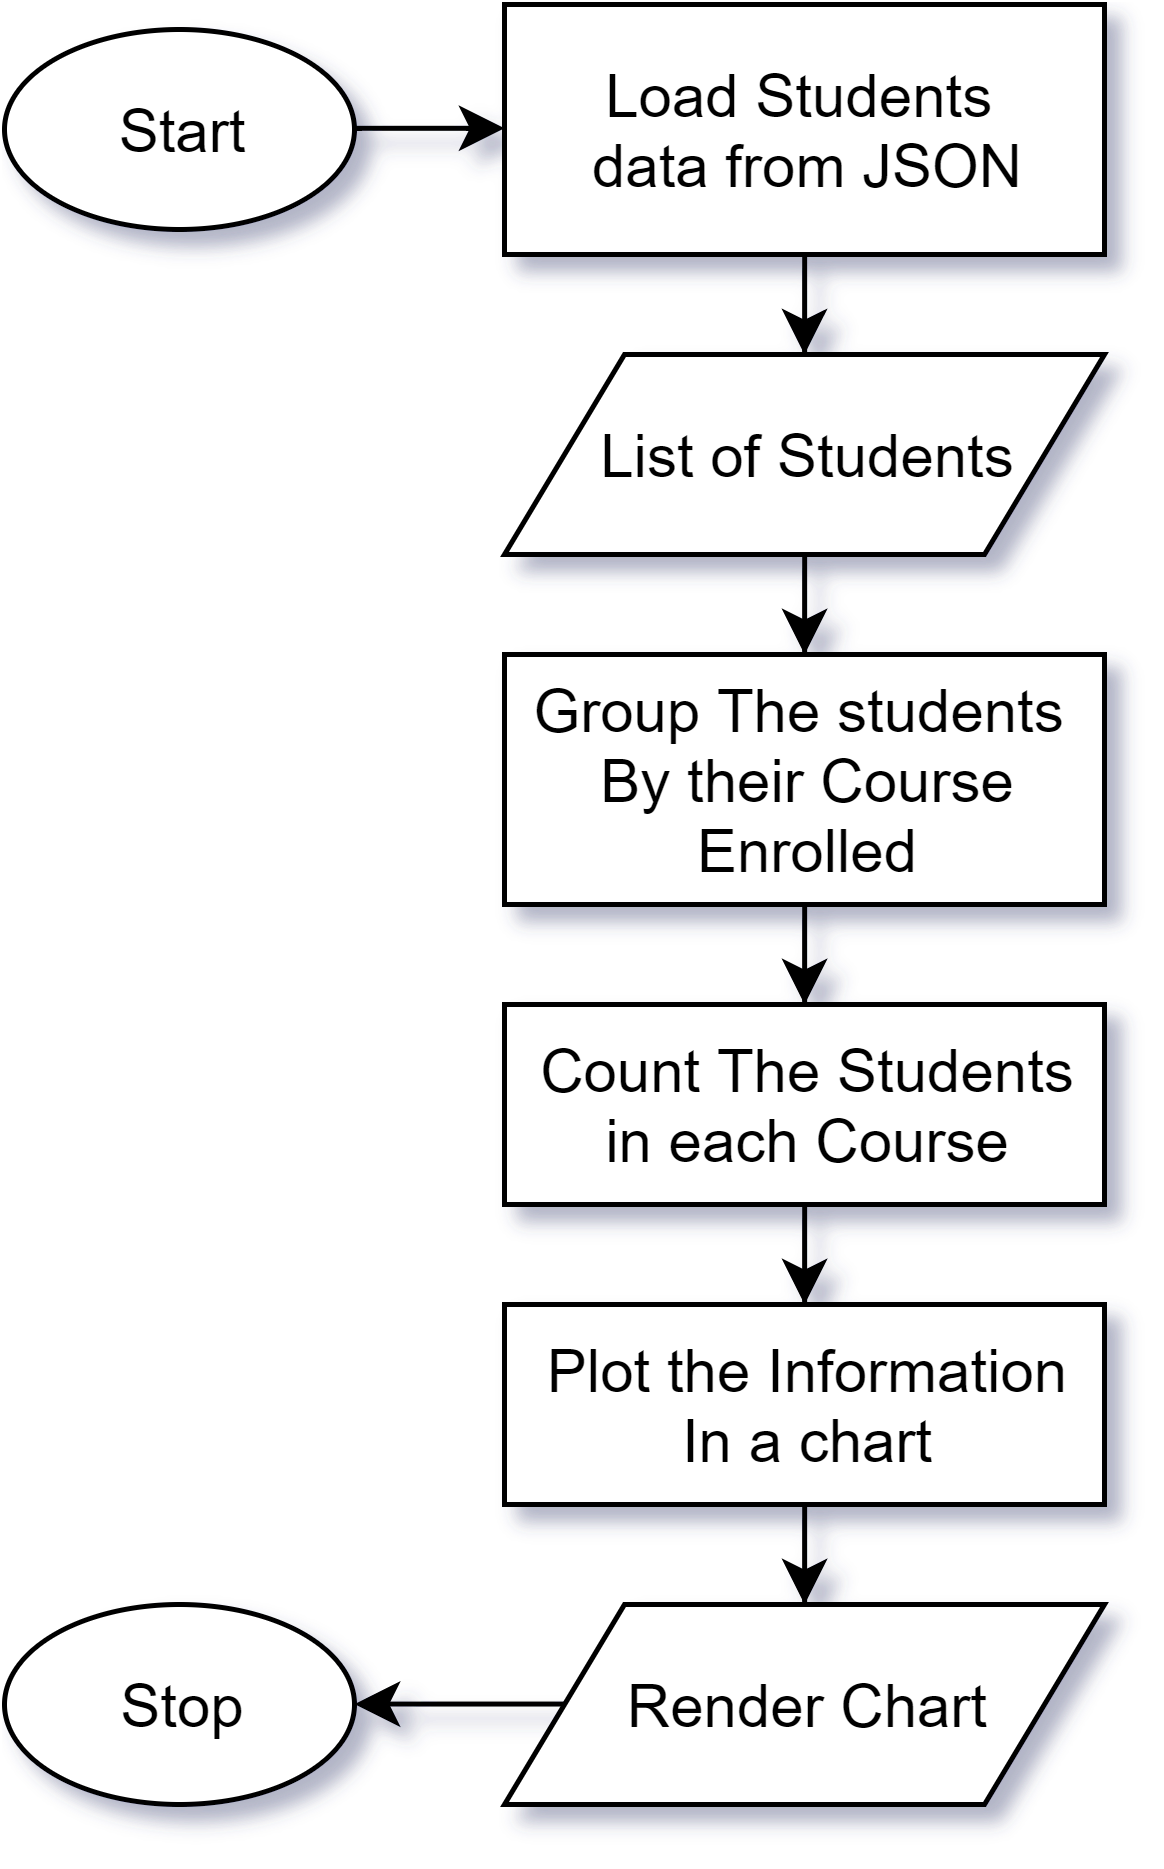 Start
Load Students
data from JSON
List of Students
Group The students
By their Course
Enrolled
Count The Students
in each Course
Plot the Information
In a chart
Render Chart
Stop